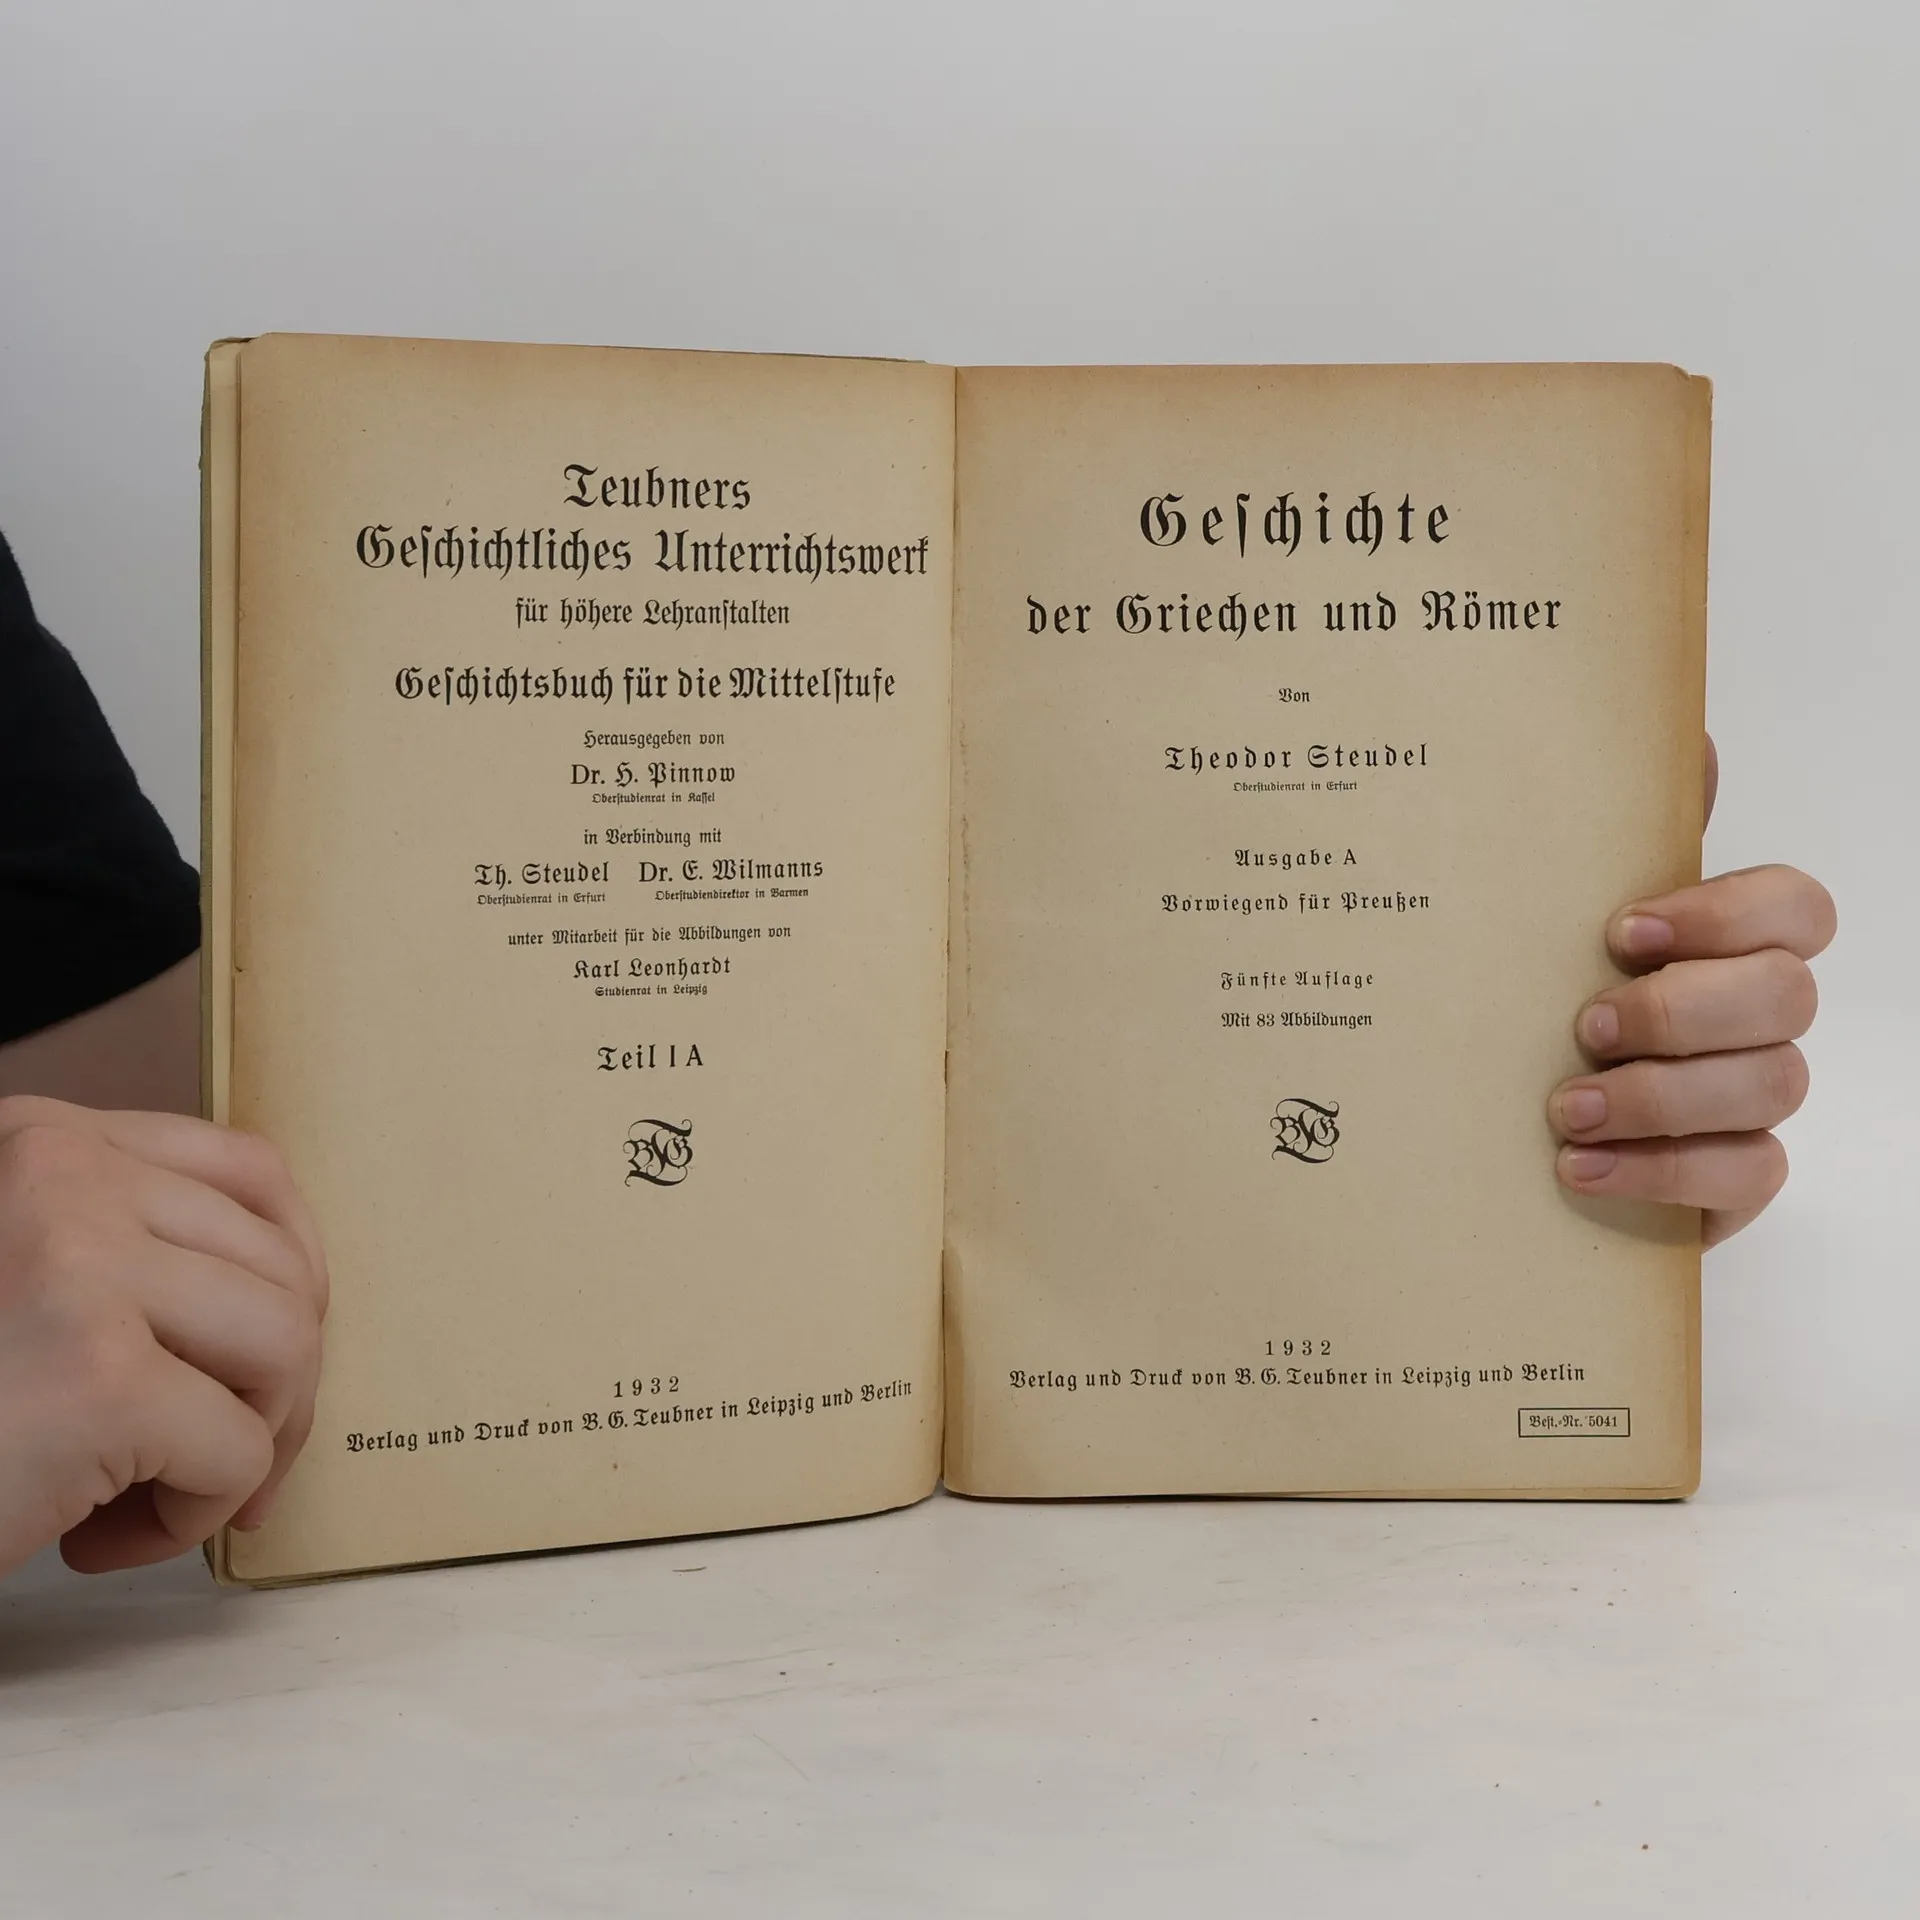 Teubners
Geſchichtliches Unterrichtswerk
für höhere Lehranſtalten
Geſchichtsbuch für die Mittelſtufe
Herausgegeben von
Dr. H. Pinnow
Oberſtudienrat in Kaſſel
in Verbindung mit
Th. Steudel Dr. E. Wilmanns
Oberſtudienrat in Erfurt Oberſtudiendirektor in Barmen
unter Mitarbeit für die Abbildungen von
Karl Leonhardt
Studienrat in Leipzig
Teil I A
BTG
1932
Verlag und Druck von B. G. Teubner in Leipzig und Berlin
Geſchichte
der Griechen und Römer
Von
Theodor Steudel
Oberſtudienrat in Erfurt
Ausgabe A
Vorwiegend für Preußen
Fünfte Auflage
Mit 83 Abbildungen
BTG
1932
Verlag und Druck von B. G. Teubner in Leipzig und Berlin
Beſt.-Nr. 5041